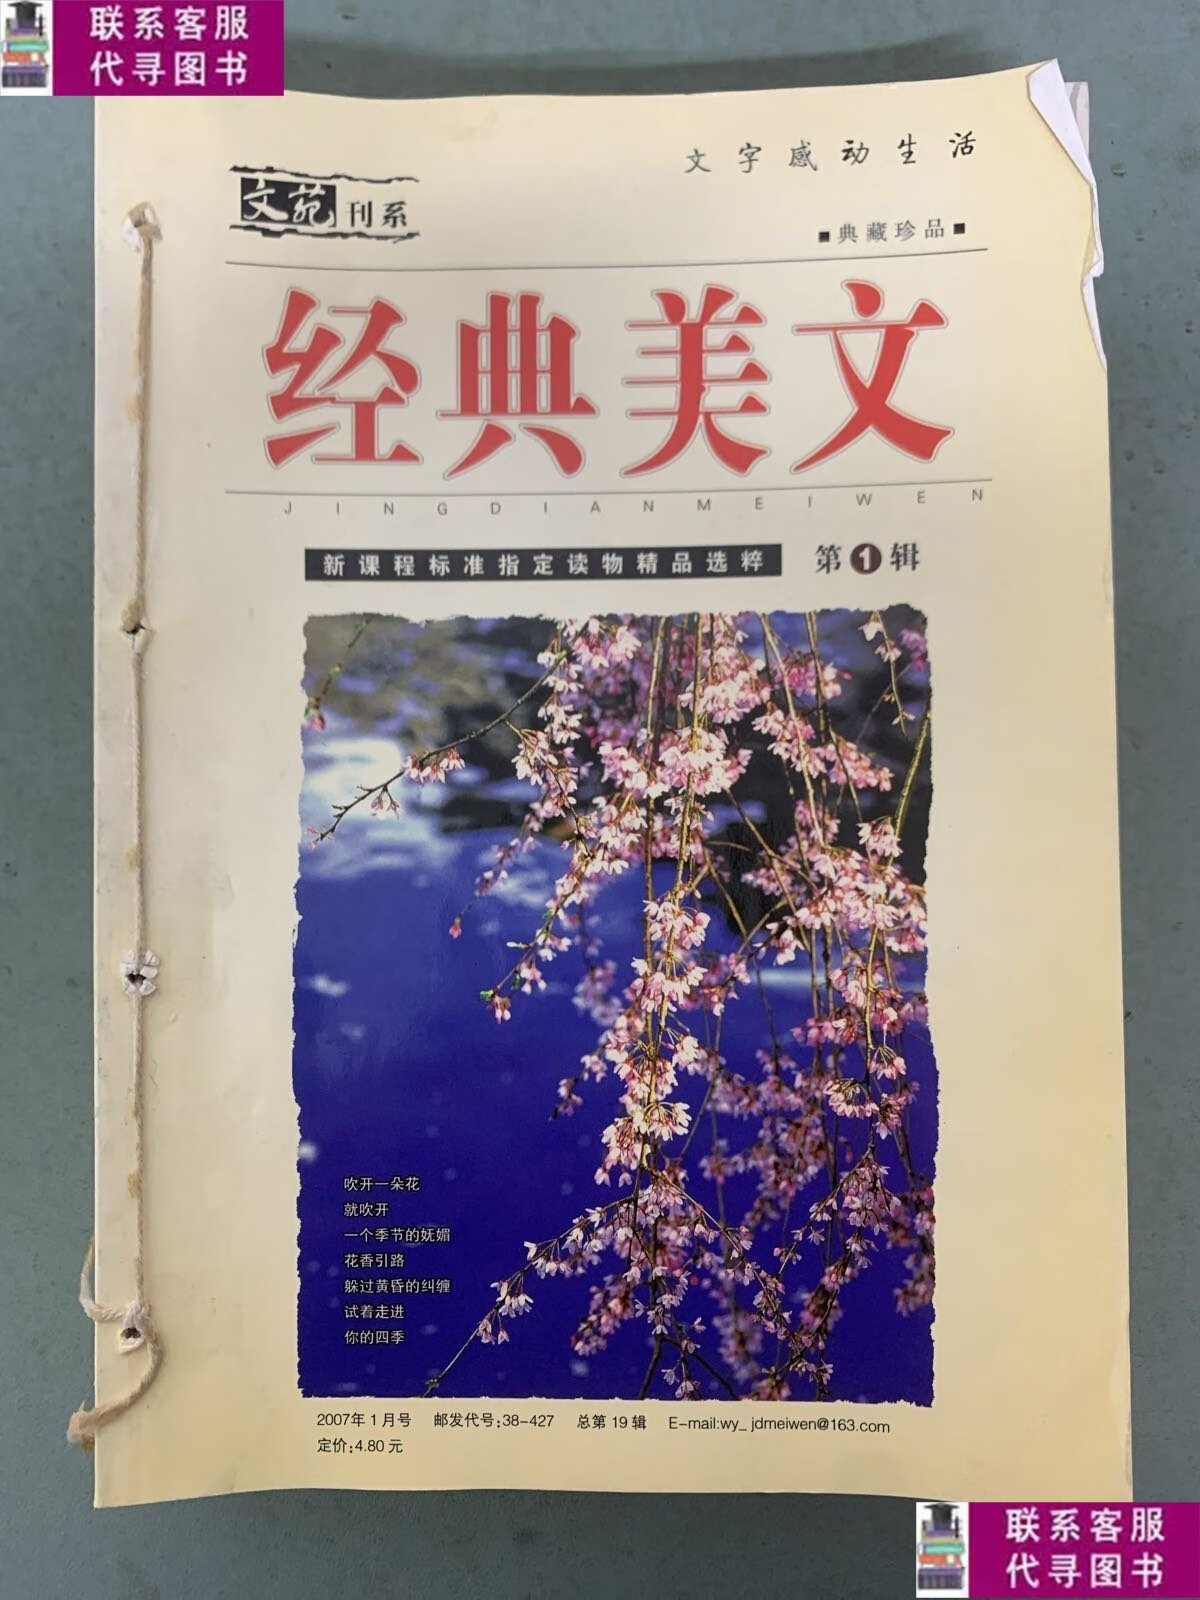 联系客服
代寻图书
文字感动生活
文苑刊系
■典藏珍品■
经典美文
JINGDIANMEIWEN
新课程标准指定读物精品选粹 第1辑
吹开一朵花
就吹开
一个季节的妩媚
花香引路
躲过黄昏的纠缠
试着走进
你的四季
2007年1月号 邮发代号:38-427 总第19辑 E-mail:wy_jdmeiwen@163.com
定价:4.80元
联系客服
代寻图书